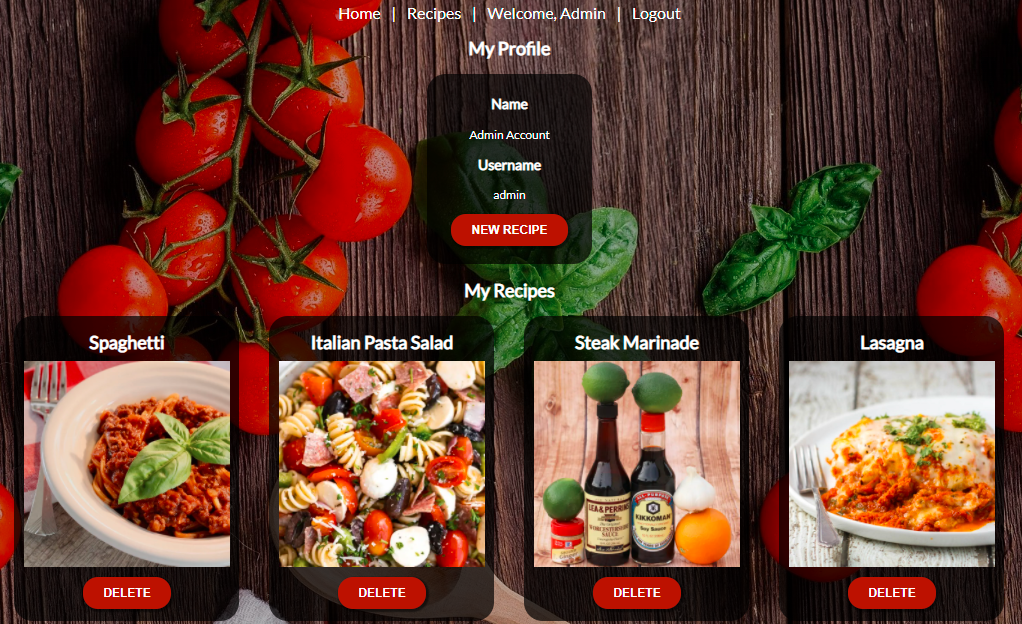 Home | Recipes | Welcome, Admin | Logout
My Profile
Name
Admin Account
Username
admin
NEW RECIPE
My Recipes
Spaghetti
Italian Pasta Salad
Steak Marinade
Lasagna
LEA & PERRINS
WORCESTERSHIRE
SAUCE
KIKKOMAN
Soy Sauce
DELETE
DELETE
DELETE
DELETE